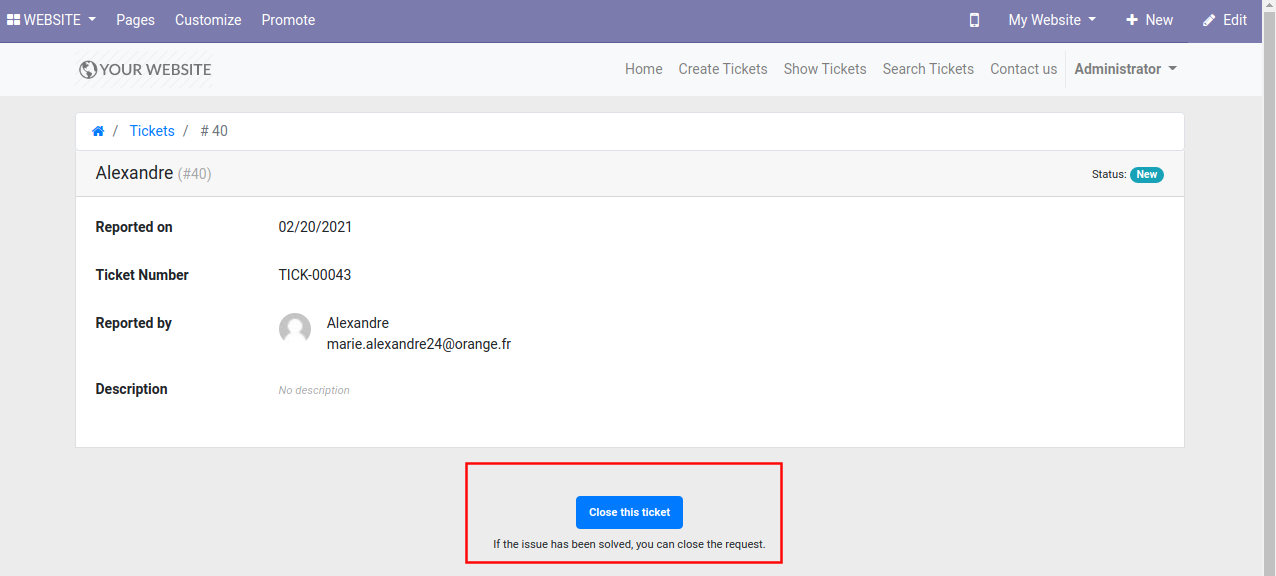 WEBSITE Pages Customize Promote My Website New Edit
YOUR WEBSITE Home Create Tickets Show Tickets Search Tickets Contact us Administrator
/ Tickets / # 40
Alexandre (#40) Status: New
Reported on 02/20/2021
Ticket Number TICK-00043
Reported by Alexandre
marie.alexandre24@orange.fr
Description No description
Close this ticket
If the issue has been solved, you can close the request.